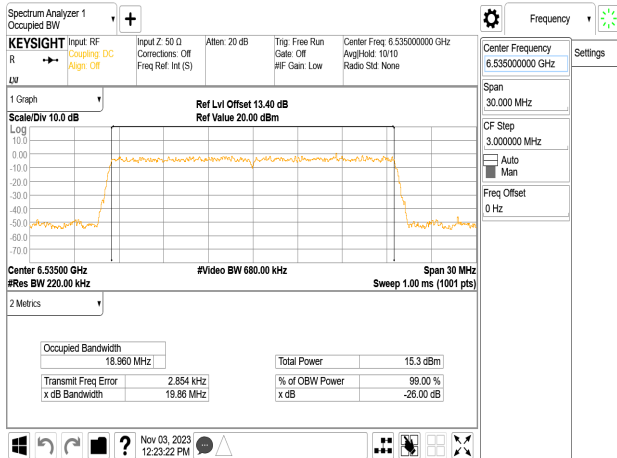 Spectrum Analyzer 1
Occupied BW
Frequency
KEYSIGHT
R
Input: RF
Coupling: DC
Align: Off
Input Z: 50 Ω
Corrections: Off
Freq Ref: Int (S)
Atten: 20 dB
Trig: Free Run
Gate: Off
#IF Gain: Low
Center Freq: 6.535000000 GHz
Avg|Hold: 10/10
Radio Std: None
Center Frequency
6.535000000 GHz
Settings
Span
30.000 MHz
CF Step
3.000000 MHz
Auto
Man
Freq Offset
0 Hz
1 Graph
Scale/Div 10.0 dB
Ref Lvl Offset 13.40 dB
Ref Value 20.00 dBm
Log
10.0
0.00
-10.0
-20.0
-30.0
-40.0
-50.0
-60.0
-70.0
Center 6.53500 GHz
#Video BW 680.00 kHz
Span 30 MHz
#Res BW 220.00 kHz
Sweep 1.00 ms (1001 pts)
2 Metrics
Occupied Bandwidth
18.960 MHz
Total Power 15.3 dBm
Transmit Freq Error 2.854 kHz
% of OBW Power 99.00 %
x dB Bandwidth 19.86 MHz
x dB -26.00 dB
?
Nov 03, 2023
12:23:22 PM